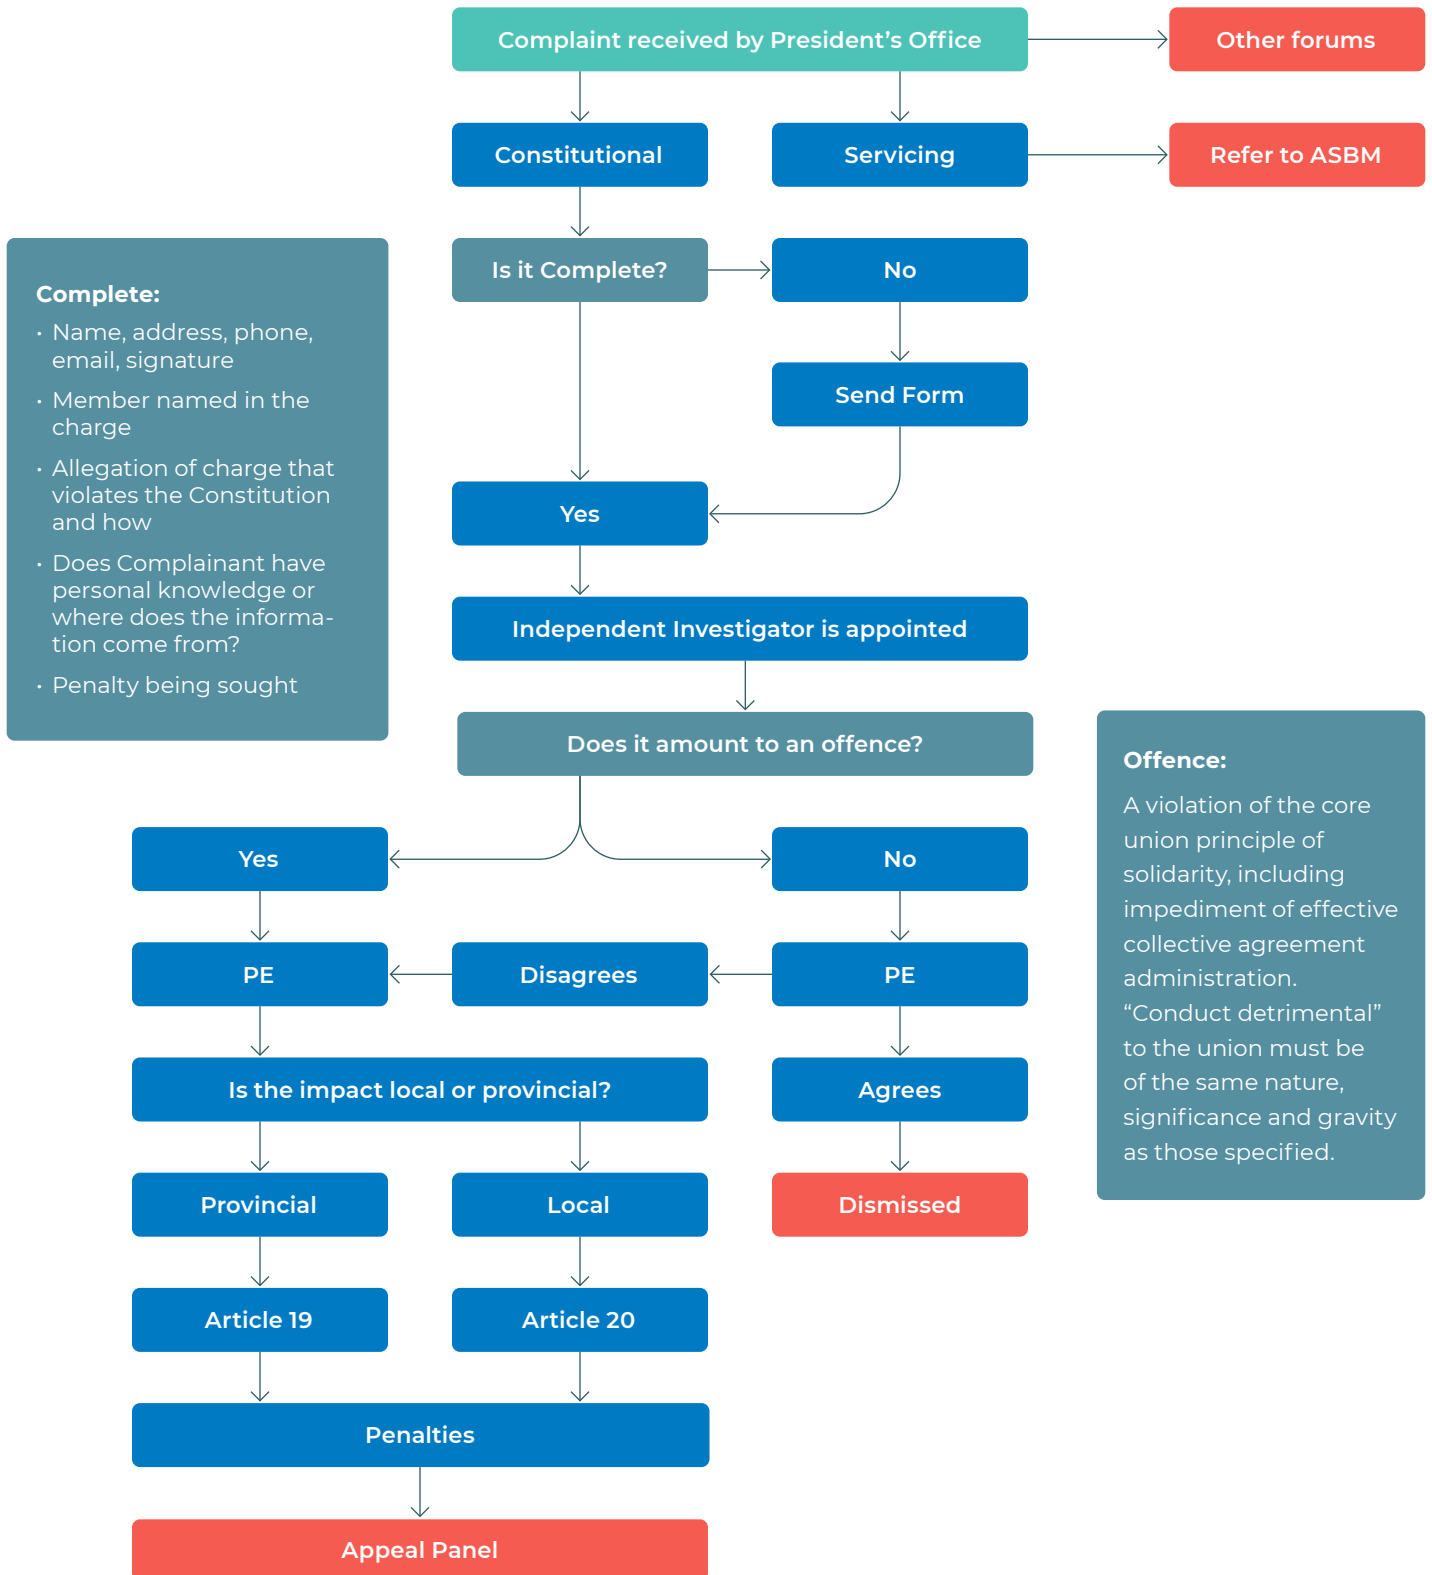 Complaint received by President’s Office
Other forums
Constitutional
Servicing
Refer to ASBM
Is it Complete?
No
Complete:
• Name, address, phone,
email, signature
• Member named in the
charge
• Allegation of charge that
violates the Constitution
and how
• Does Complainant have
personal knowledge or
where does the informa-
tion come from?
• Penalty being sought
Send Form
Yes
Independent Investigator is appointed
Does it amount to an offence?
Offence:
A violation of the core
union principle of
solidarity, including
impediment of effective
collective agreement
administration.
“Conduct detrimental”
to the union must be
of the same nature,
significance and gravity
as those specified.
Yes
No
PE
Disagrees
PE
Is the impact local or provincial?
Agrees
Provincial
Local
Dismissed
Article 19
Article 20
Penalties
Appeal Panel